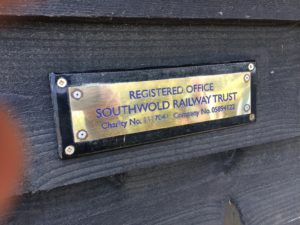 REGISTERED OFFICE
SOUTHWOLD RAILWAY TRUST
Charity No. Company No.